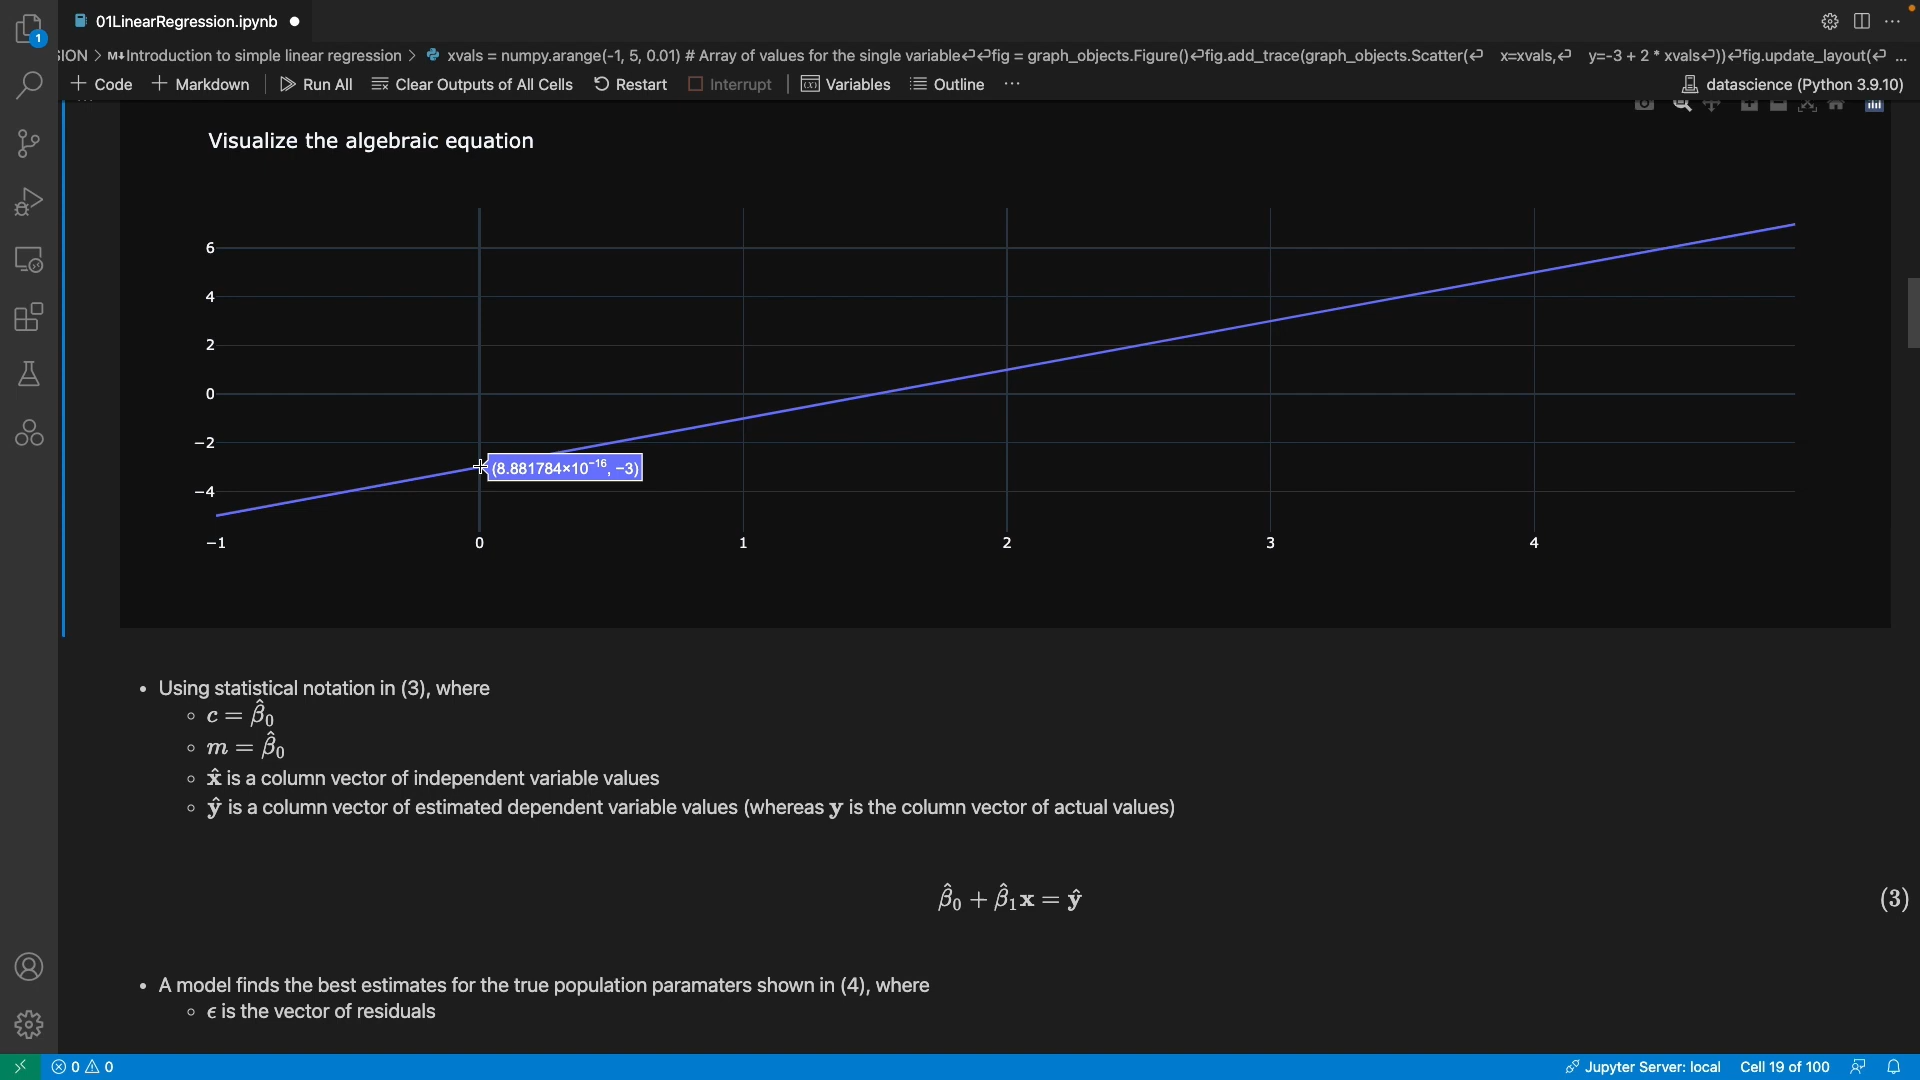 01LinearRegression.ipynb
1
SION > M↓Introduction to simple linear regression > xvals = numpy.arange(-1, 5, 0.01) # Array of values for the single variable⏎⏎fig = graph_objects.Figure()⏎fig.add_trace(graph_objects.Scatter(⏎ x=xvals,⏎ y=-3 + 2 * xvals⏎))⏎fig.update_layout(⏎ ...
+ Code + Markdown Run All Clear Outputs of All Cells Restart Interrupt Variables Outline ... datascience (Python 3.9.10)
Visualize the algebraic equation
6
4
2
0
−2
(8.881784×10⁻¹⁶, −3)
−4
−1 0 1 2 3 4
• Using statistical notation in (3), where
◦ c = β̂₀
◦ m = β̂₀
◦ x̂ is a column vector of independent variable values
◦ ŷ is a column vector of estimated dependent variable values (whereas y is the column vector of actual values)
β̂₀ + β̂₁x = ŷ (3)
• A model finds the best estimates for the true population paramaters shown in (4), where
◦ ϵ is the vector of residuals
0 0 Jupyter Server: local Cell 19 of 100